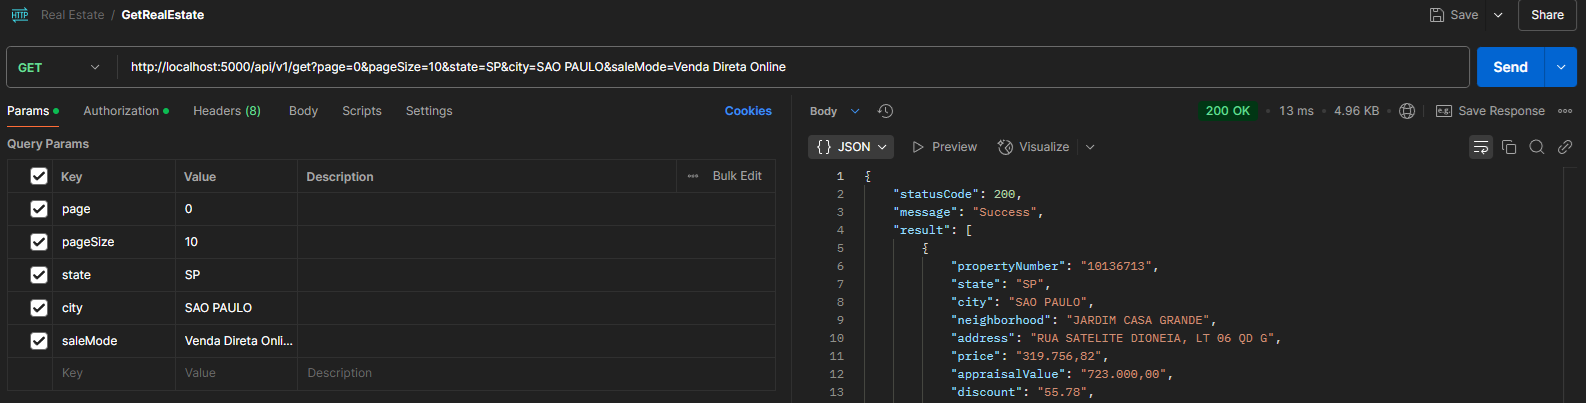 HTTP Real Estate / GetRealEstate Save Share
GET http://localhost:5000/api/v1/get?page=0&pageSize=10&state=SP&city=SAO PAULO&saleMode=Venda Direta Online Send
Params Authorization Headers (8) Body Scripts Settings Cookies
Query Params
Key Value Description ••• Bulk Edit
page 0
pageSize 10
state SP
city SAO PAULO
saleMode Venda Direta Onli...
Key Value Description
Body 200 OK • 13 ms • 4.96 KB e.g. Save Response •••
{} JSON Preview Visualize
1 {
2 "statusCode": 200,
3 "message": "Success",
4 "result": [
5 {
6 "propertyNumber": "10136713",
7 "state": "SP",
8 "city": "SAO PAULO",
9 "neighborhood": "JARDIM CASA GRANDE",
10 "address": "RUA SATELITE DIONEIA, LT 06 QD G",
11 "price": "319.756,82",
12 "appraisalValue": "723.000,00",
13 "discount": "55.78",